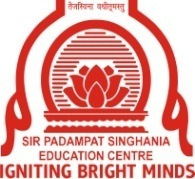 तेजस्विना वधीतमस्तु
SIR PADAMPAT SINGHANIA
EDUCATION CENTRE
IGNITING BRIGHT MINDS